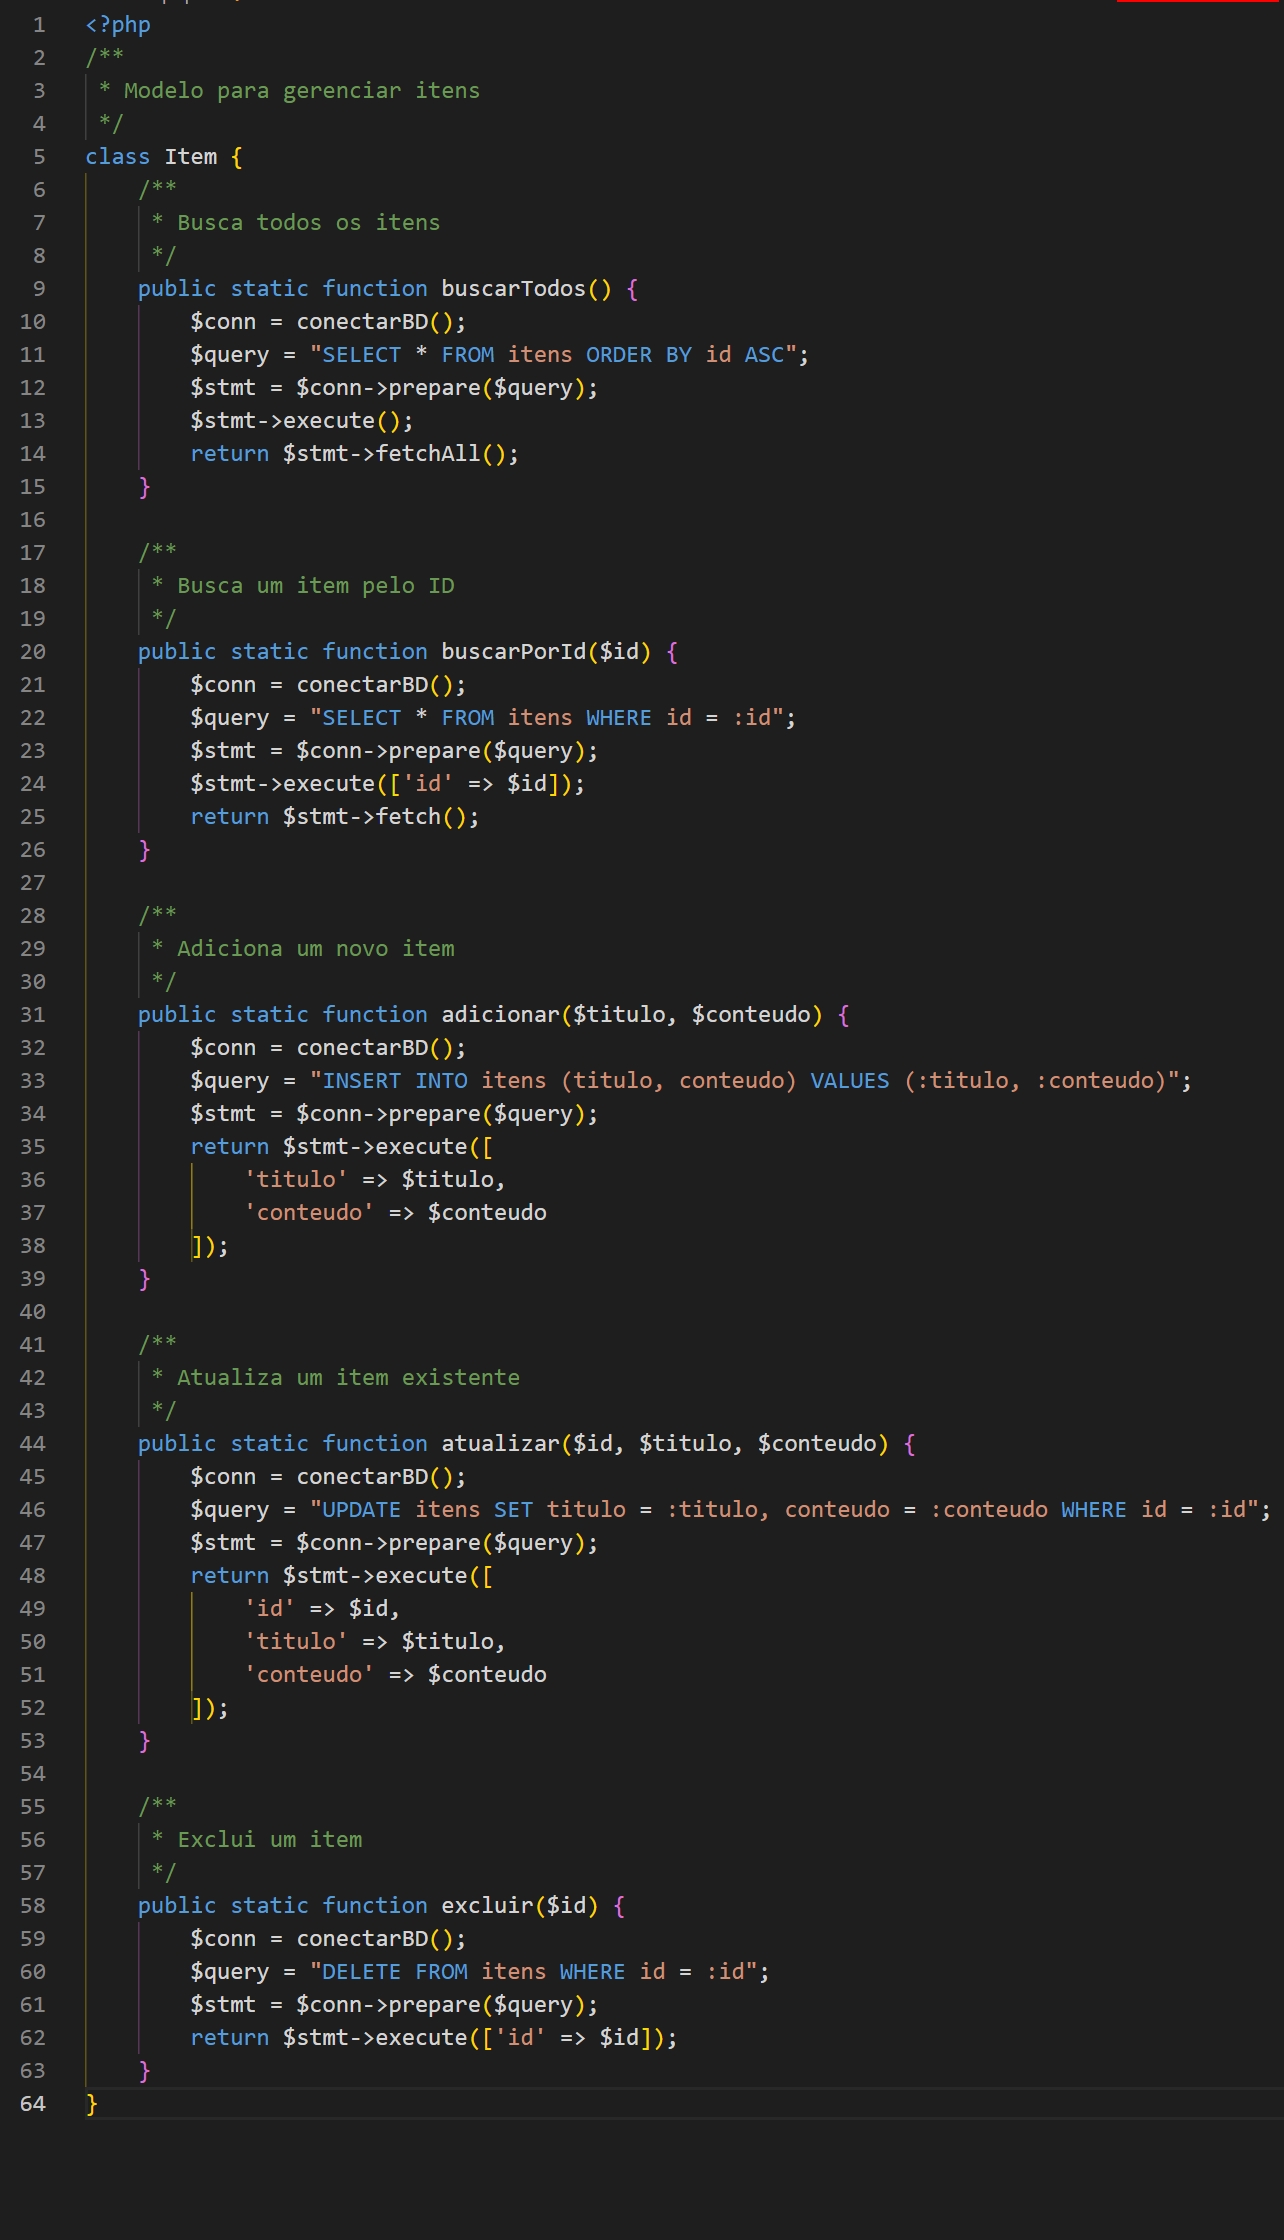 1 <?php
2 /**
3  * Modelo para gerenciar itens
4  */
5 class Item {
6     /**
7      * Busca todos os itens
8      */
9     public static function buscarTodos() {
10         $conn = conectarBD();
11         $query = "SELECT * FROM itens ORDER BY id ASC";
12         $stmt = $conn->prepare($query);
13         $stmt->execute();
14         return $stmt->fetchAll();
15     }
16
17     /**
18      * Busca um item pelo ID
19      */
20     public static function buscarPorId($id) {
21         $conn = conectarBD();
22         $query = "SELECT * FROM itens WHERE id = :id";
23         $stmt = $conn->prepare($query);
24         $stmt->execute(['id' => $id]);
25         return $stmt->fetch();
26     }
27
28     /**
29      * Adiciona um novo item
30      */
31     public static function adicionar($titulo, $conteudo) {
32         $conn = conectarBD();
33         $query = "INSERT INTO itens (titulo, conteudo) VALUES (:titulo, :conteudo)";
34         $stmt = $conn->prepare($query);
35         return $stmt->execute([
36             'titulo' => $titulo,
37             'conteudo' => $conteudo
38         ]);
39     }
40
41     /**
42      * Atualiza um item existente
43      */
44     public static function atualizar($id, $titulo, $conteudo) {
45         $conn = conectarBD();
46         $query = "UPDATE itens SET titulo = :titulo, conteudo = :conteudo WHERE id = :id";
47         $stmt = $conn->prepare($query);
48         return $stmt->execute([
49             'id' => $id,
50             'titulo' => $titulo,
51             'conteudo' => $conteudo
52         ]);
53     }
54
55     /**
56      * Exclui um item
57      */
58     public static function excluir($id) {
59         $conn = conectarBD();
60         $query = "DELETE FROM itens WHERE id = :id";
61         $stmt = $conn->prepare($query);
62         return $stmt->execute(['id' => $id]);
63     }
64 }